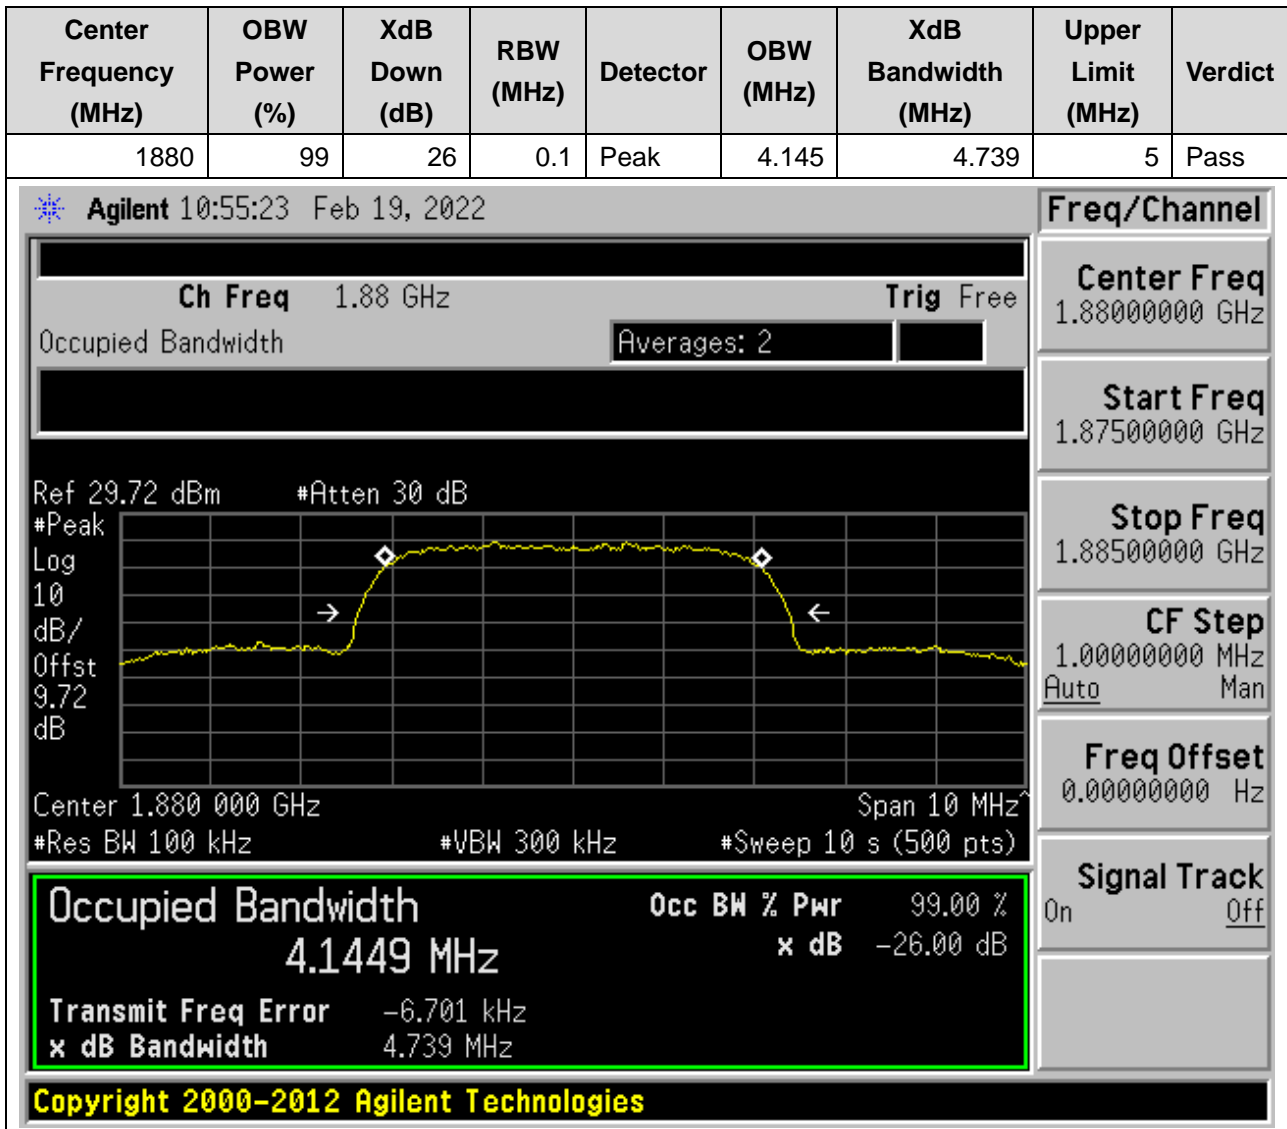 Center Frequency (MHz) OBW Power (%) XdB Down (dB) RBW (MHz) Detector OBW (MHz) XdB Bandwidth (MHz) Upper Limit (MHz) Verdict
1880 99 26 0.1 Peak 4.145 4.739 5 Pass
Agilent 10:55:23 Feb 19, 2022
Freq/Channel
Ch Freq 1.88 GHz Trig Free
Occupied Bandwidth Averages: 2
Center Freq
1.88000000 GHz
Start Freq
1.87500000 GHz
Stop Freq
1.88500000 GHz
CF Step
1.00000000 MHz
Auto Man
Freq Offset
0.00000000 Hz
Signal Track
On Off
Ref 29.72 dBm #Atten 30 dB
#Peak
Log
10
dB/
Offst
9.72
dB
Center 1.880 000 GHz Span 10 MHz^
#Res BW 100 kHz #VBW 300 kHz #Sweep 10 s (500 pts)
Occupied Bandwidth Occ BW % Pwr 99.00 %
4.1449 MHz x dB -26.00 dB
Transmit Freq Error -6.701 kHz
x dB Bandwidth 4.739 MHz
Copyright 2000-2012 Agilent Technologies